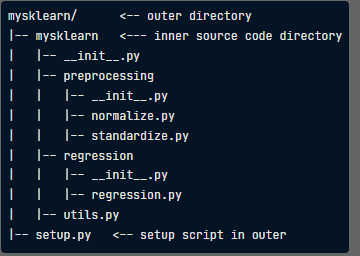 mysklearn/      <-- outer directory
|-- mysklearn   <--- inner source code directory
|   |-- __init__.py
|   |-- preprocessing
|   |   |-- __init__.py
|   |   |-- normalize.py
|   |   |-- standardize.py
|   |-- regression
|   |   |-- __init__.py
|   |   |-- regression.py
|   |-- utils.py
|-- setup.py   <-- setup script in outer